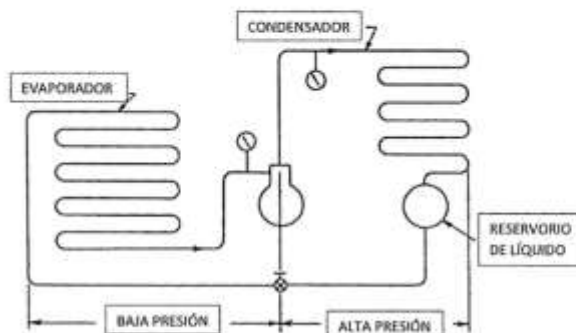 CONDENSADOR
EVAPORADOR
RESERVORIO
DE LÍQUIDO
BAJA PRESIÓN
ALTA PRESIÓN